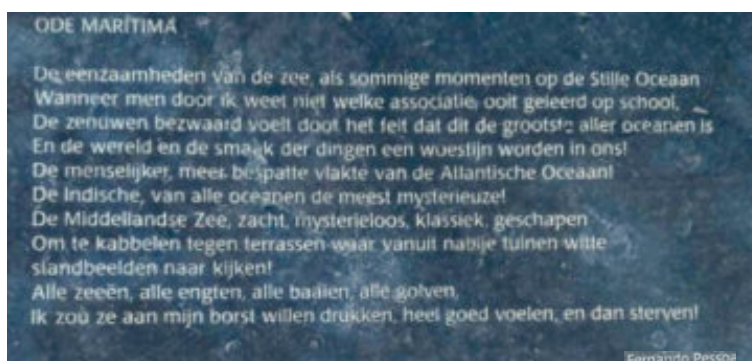 ODE MARÍTIMA
De eenzaamheden van de zee, als sommige momenten op de Stille Oceaan
Wanneer men door ik weet niet welke associatie, ooit geleerd op school,
De zenuwen bezwaard voelt door het feit dat dit de grootste aller oceanen is
En de wereld en de smaak der dingen een woestijn worden in ons!
De menselijker, meer bespatte vlakte van de Atlantische Oceaan!
De Indische, van alle oceanen de meest mysterieuze!
De Middellandse Zee, zacht, mysterieloos, klassiek, geschapen
Om te kabbelen tegen terrassen waar vanuit nabije tuinen witte
standbeelden naar kijken!
Alle zeeën, alle engten, alle baaien, alle golven,
Ik zou ze aan mijn borst willen drukken, heel goed voelen, en dan sterven!
Fernando Pessoa